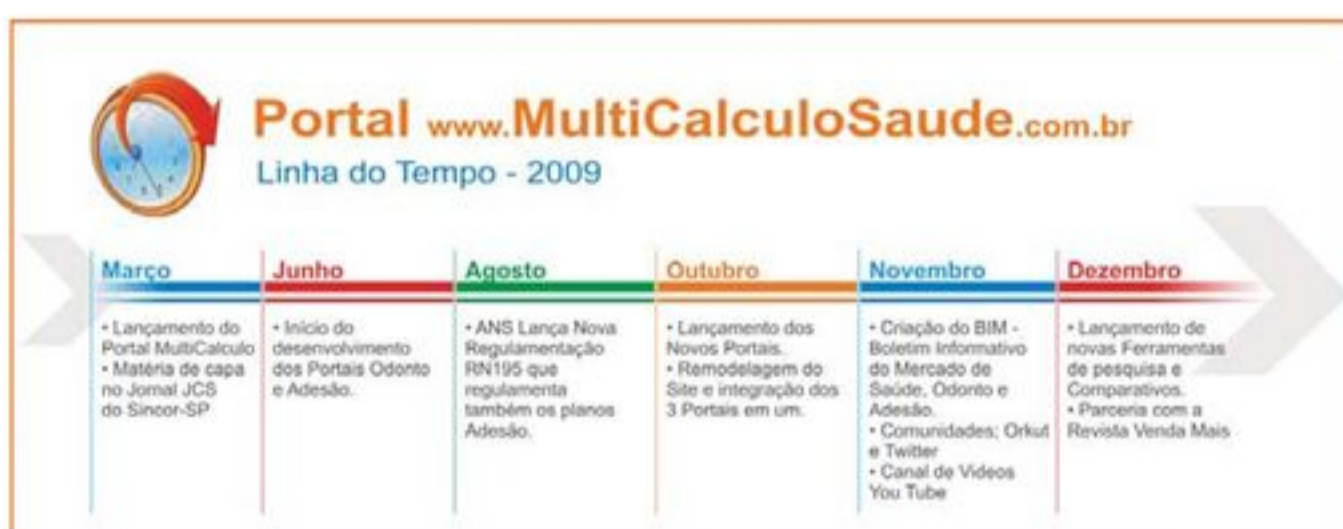 Portal www.MultiCalculoSaude.com.br
Linha do Tempo - 2009
Março
• Lançamento do
Portal MultiCalculo
• Matéria de capa
no Jornal JCS
do Sincor-SP
Junho
• Início do
desenvolvimento
dos Portais Odonto
e Adesão.
Agosto
• ANS Lança Nova
Regulamentação
RN195 que
regulamenta
também os planos
Adesão.
Outubro
• Lançamento dos
Novos Portais.
• Remodelagem do
Site e integração dos
3 Portais em um.
Novembro
• Criação do BIM -
Boletim Informativo
do Mercado de
Saúde, Odonto e
Adesão.
• Comunidades; Orkut
e Twitter
• Canal de Videos
You Tube
Dezembro
• Lançamento de
novas Ferramentas
de pesquisa e
Comparativos.
• Parceria com a
Revista Venda Mais